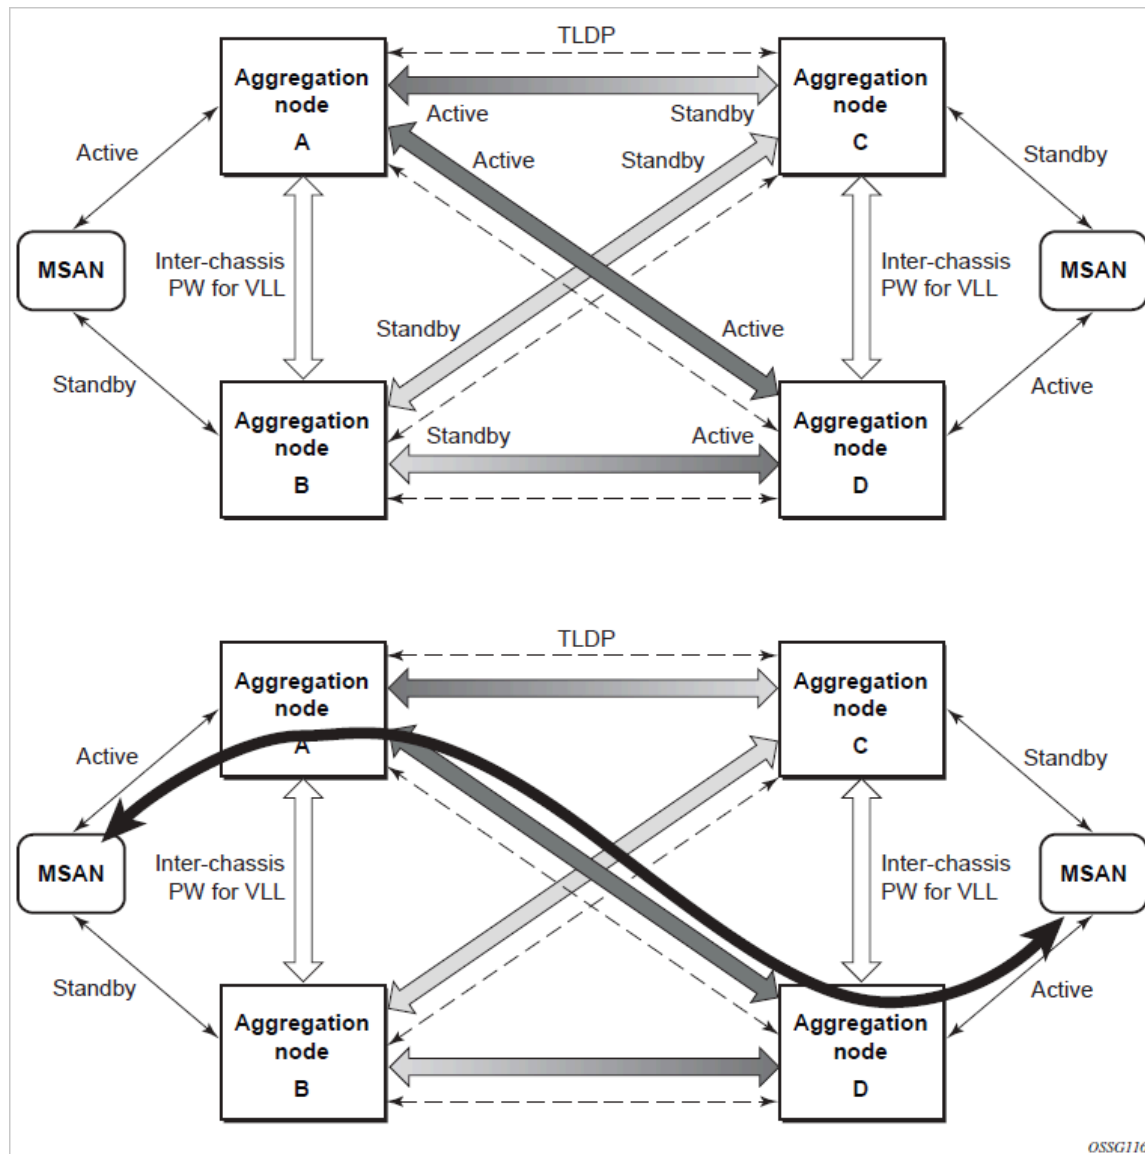 TLDP
Aggregation
node
A
Aggregation
node
C
Active
Standby
Active
Standby
Active
Standby
MSAN
Inter-chassis
PW for VLL
Inter-chassis
PW for VLL
MSAN
Standby
Active
Standby
Active
Aggregation
node
B
Standby
Active
Aggregation
node
D
TLDP
Aggregation
node
A
Aggregation
node
C
Active
Standby
MSAN
Inter-chassis
PW for VLL
Inter-chassis
PW for VLL
MSAN
Standby
Active
Aggregation
node
B
Aggregation
node
D